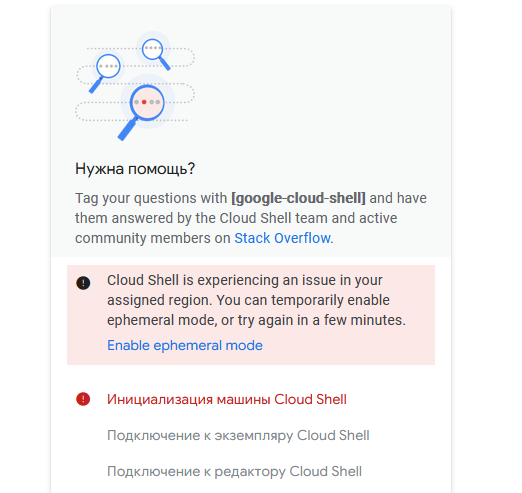 Нужна помощь?
Tag your questions with [google-cloud-shell] and have
them answered by the Cloud Shell team and active
community members on Stack Overflow.
Cloud Shell is experiencing an issue in your
assigned region. You can temporarily enable
ephemeral mode, or try again in a few minutes.
Enable ephemeral mode
Инициализация машины Cloud Shell
Подключение к экземпляру Cloud Shell
Подключение к редактору Cloud Shell